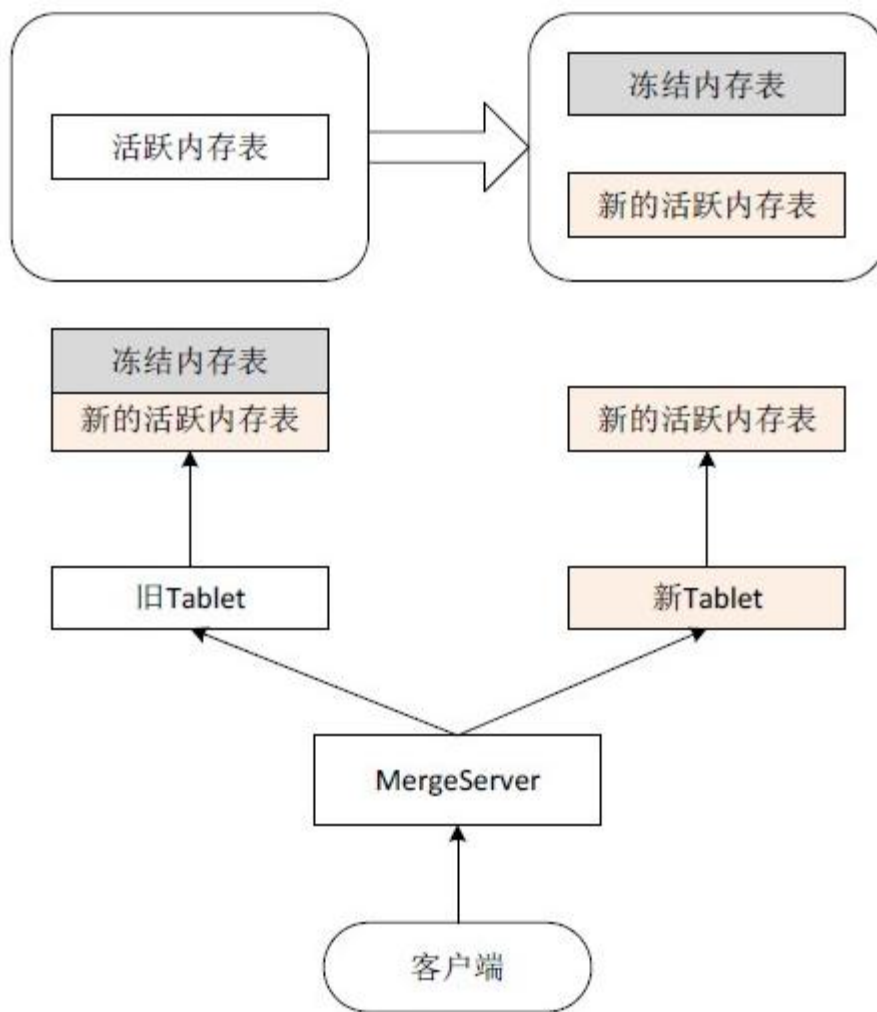 活跃内存表
冻结内存表
新的活跃内存表
冻结内存表
新的活跃内存表
新的活跃内存表
旧Tablet
新Tablet
MergeServer
客户端